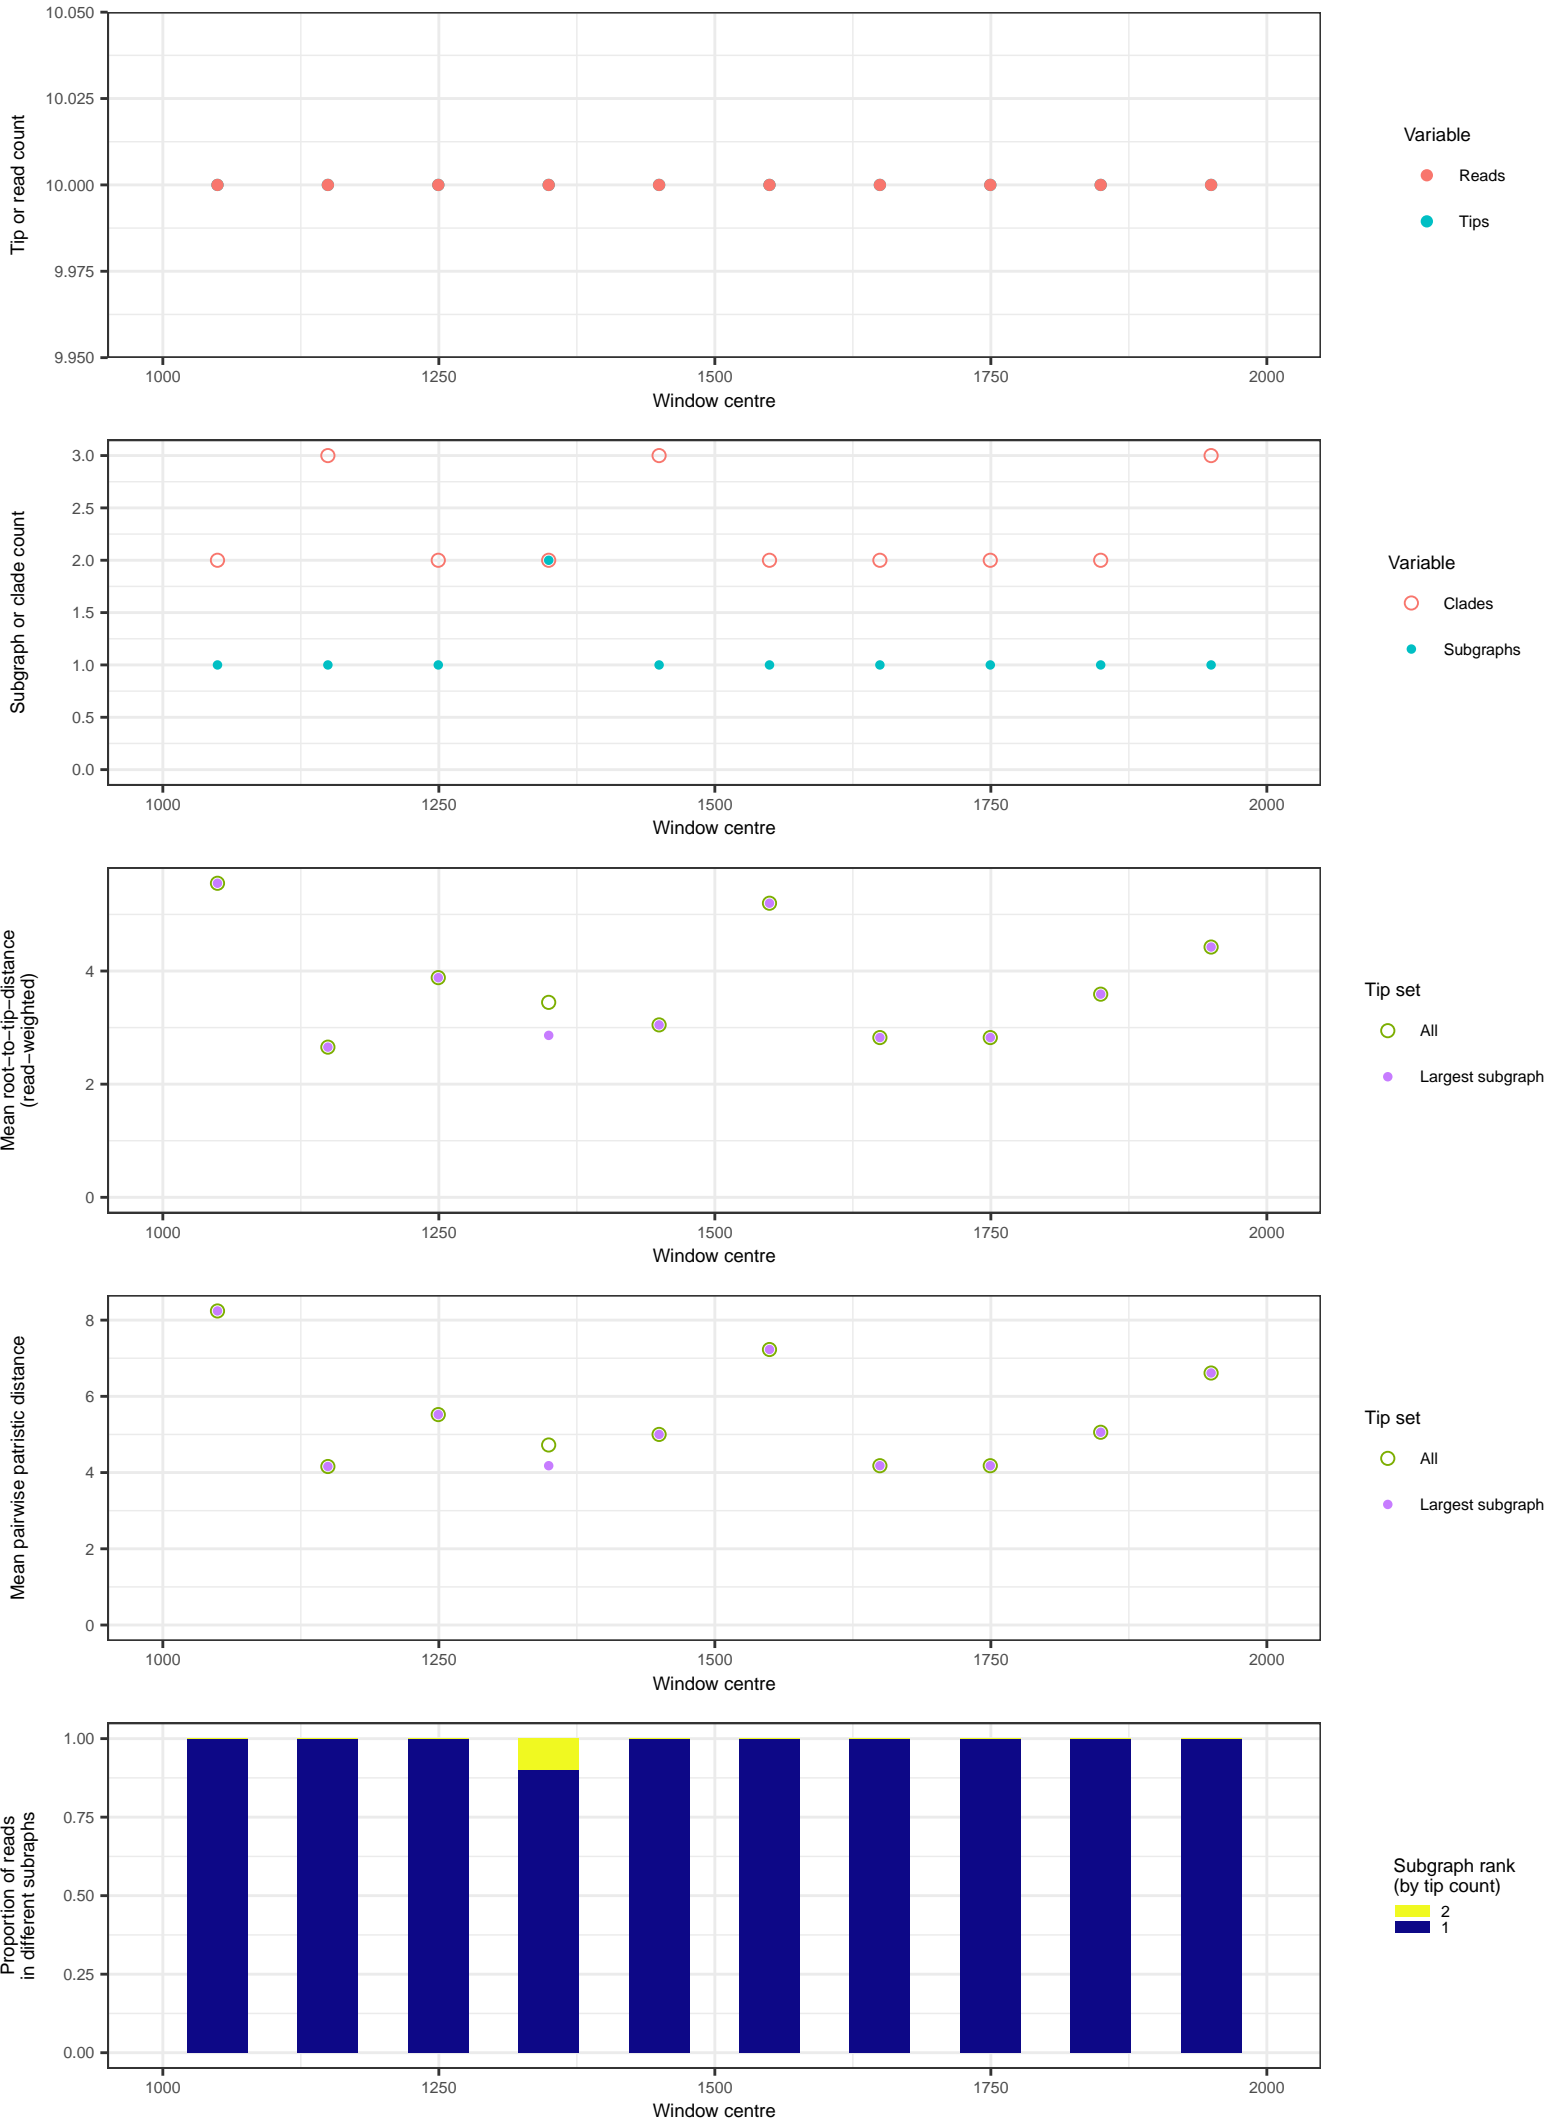 10.050
10.025
10.000
9.975
9.950
Tip or read count
1000 1250 1500 1750 2000
Window centre
Variable
Reads
Tips
3.0
2.5
2.0
1.5
1.0
0.5
0.0
Subgraph or clade count
1000 1250 1500 1750 2000
Window centre
Variable
Clades
Subgraphs
4
2
0
Mean root−to−tip−distance
(read−weighted)
1000 1250 1500 1750 2000
Window centre
Tip set
All
Largest subgraph
8
6
4
2
0
Mean pairwise patristic distance
1000 1250 1500 1750 2000
Window centre
Tip set
All
Largest subgraph
1.00
0.75
0.50
0.25
0.00
Proportion of reads
in different subraphs
1000 1250 1500 1750 2000
Window centre
Subgraph rank
(by tip count)
2
1